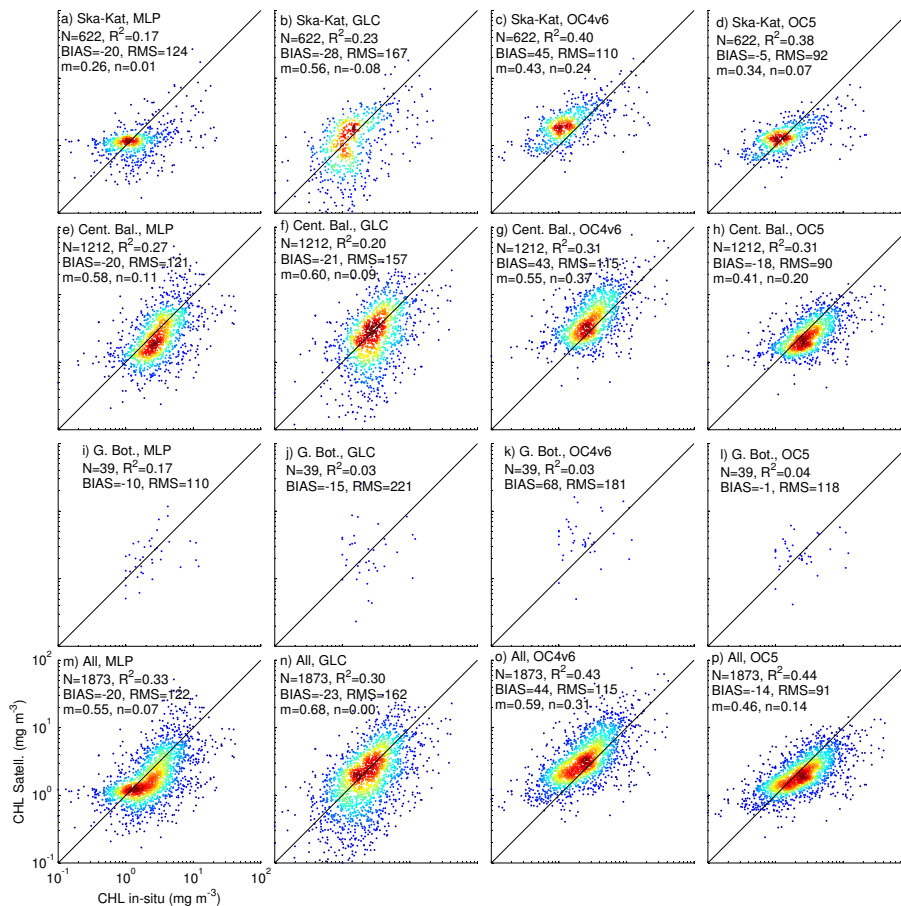 a) Ska-Kat, MLP
N=622, R²=0.17
BIAS=-20, RMS=124
m=0.26, n=0.01
b) Ska-Kat, GLC
N=622, R²=0.23
BIAS=-28, RMS=167
m=0.56, n=-0.08
c) Ska-Kat, OC4v6
N=622, R²=0.40
BIAS=45, RMS=110
m=0.43, n=0.24
d) Ska-Kat, OC5
N=622, R²=0.38
BIAS=-5, RMS=92
m=0.34, n=0.07
e) Cent. Bal., MLP
N=1212, R²=0.27
BIAS=-20, RMS=121
m=0.58, n=0.11
f) Cent. Bal., GLC
N=1212, R²=0.20
BIAS=-21, RMS=157
m=0.60, n=0.09
g) Cent. Bal., OC4v6
N=1212, R²=0.31
BIAS=43, RMS=115
m=0.55, n=0.37
h) Cent. Bal., OC5
N=1212, R²=0.31
BIAS=-18, RMS=90
m=0.41, n=0.20
i) G. Bot., MLP
N=39, R²=0.17
BIAS=-10, RMS=110
j) G. Bot., GLC
N=39, R²=0.03
BIAS=-15, RMS=221
k) G. Bot., OC4v6
N=39, R²=0.03
BIAS=68, RMS=181
l) G. Bot., OC5
N=39, R²=0.04
BIAS=-1, RMS=118
m) All, MLP
N=1873, R²=0.33
BIAS=-20, RMS=122
m=0.55, n=0.07
n) All, GLC
N=1873, R²=0.30
BIAS=-23, RMS=162
m=0.68, n=0.00
o) All, OC4v6
N=1873, R²=0.43
BIAS=44, RMS=115
m=0.59, n=0.31
p) All, OC5
N=1873, R²=0.44
BIAS=-14, RMS=91
m=0.46, n=0.14
10²
10¹
10⁰
10⁻¹
CHL Satell. (mg m⁻³)
10⁻¹ 10⁰ 10¹ 10²
CHL in-situ (mg m⁻³)